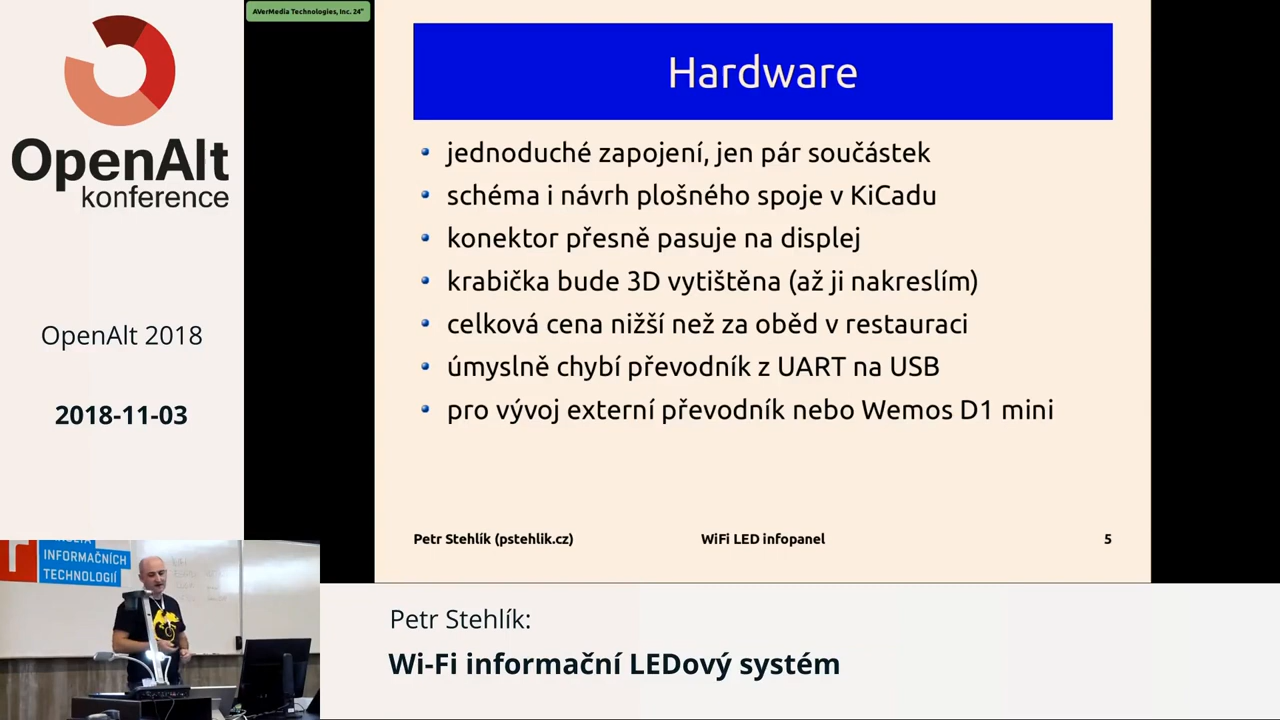 AVerMedia Technologies, Inc. 24"
OpenAlt
konference
OpenAlt 2018
2018-11-03
Hardware
jednoduché zapojení, jen pár součástek
schéma i návrh plošného spoje v KiCadu
konektor přesně pasuje na displej
krabička bude 3D vytištěna (až ji nakreslím)
celková cena nižší než za oběd v restauraci
úmyslně chybí převodník z UART na USB
pro vývoj externí převodník nebo Wemos D1 mini
Petr Stehlík (pstehlik.cz)
WiFi LED infopanel
5
INFORMAČNÍCH
TECHNOLOGIÍ
Petr Stehlík:
Wi-Fi informační LEDový systém